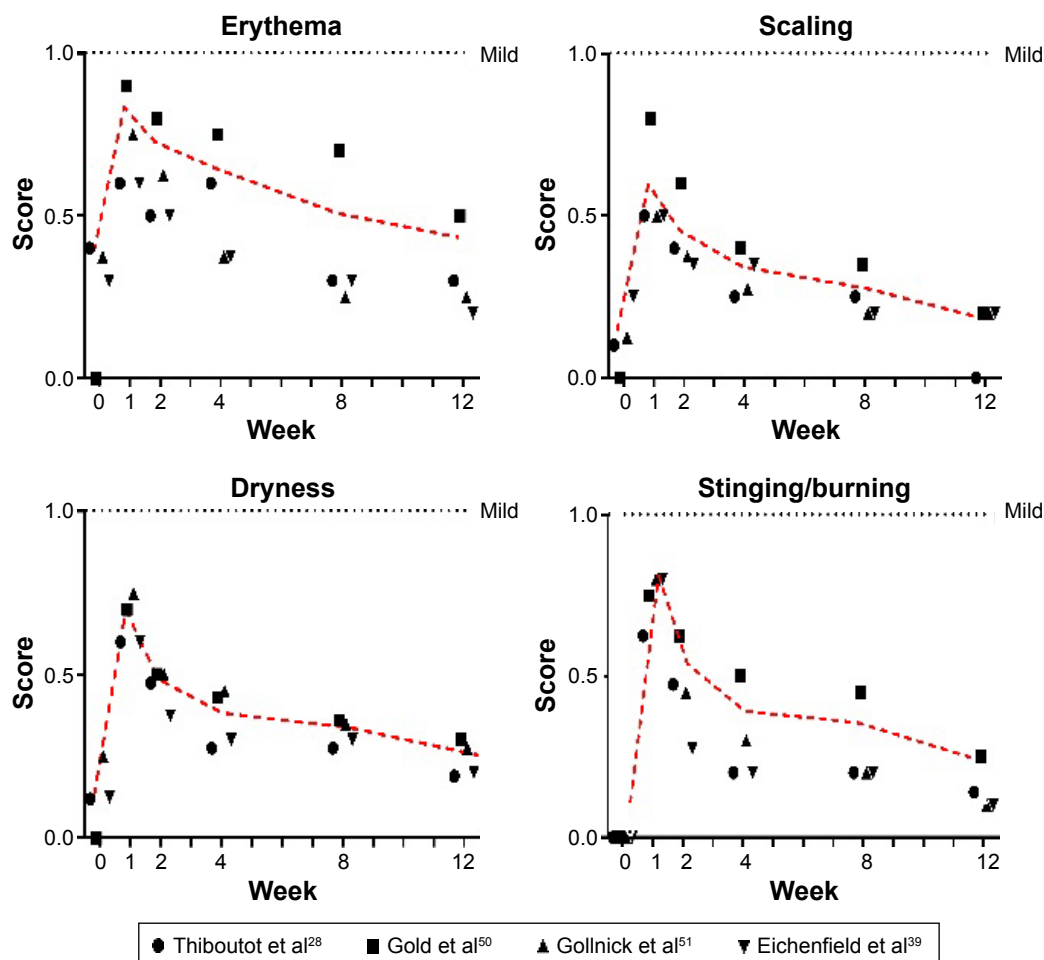 Erythema
1.0
Mild
Score
0.5
0.0
0 1 2 4 8 12
Week
Scaling
1.0
Mild
Score
0.5
0.0
0 1 2 4 8 12
Week
Dryness
1.0
Mild
Score
0.5
0.0
0 1 2 4 8 12
Week
Stinging/burning
1.0
Mild
Score
0.5
0.0
0 1 2 4 8 12
Week
Thiboutot et al²⁸ Gold et al⁵⁰ Gollnick et al⁵¹ Eichenfield et al³⁹